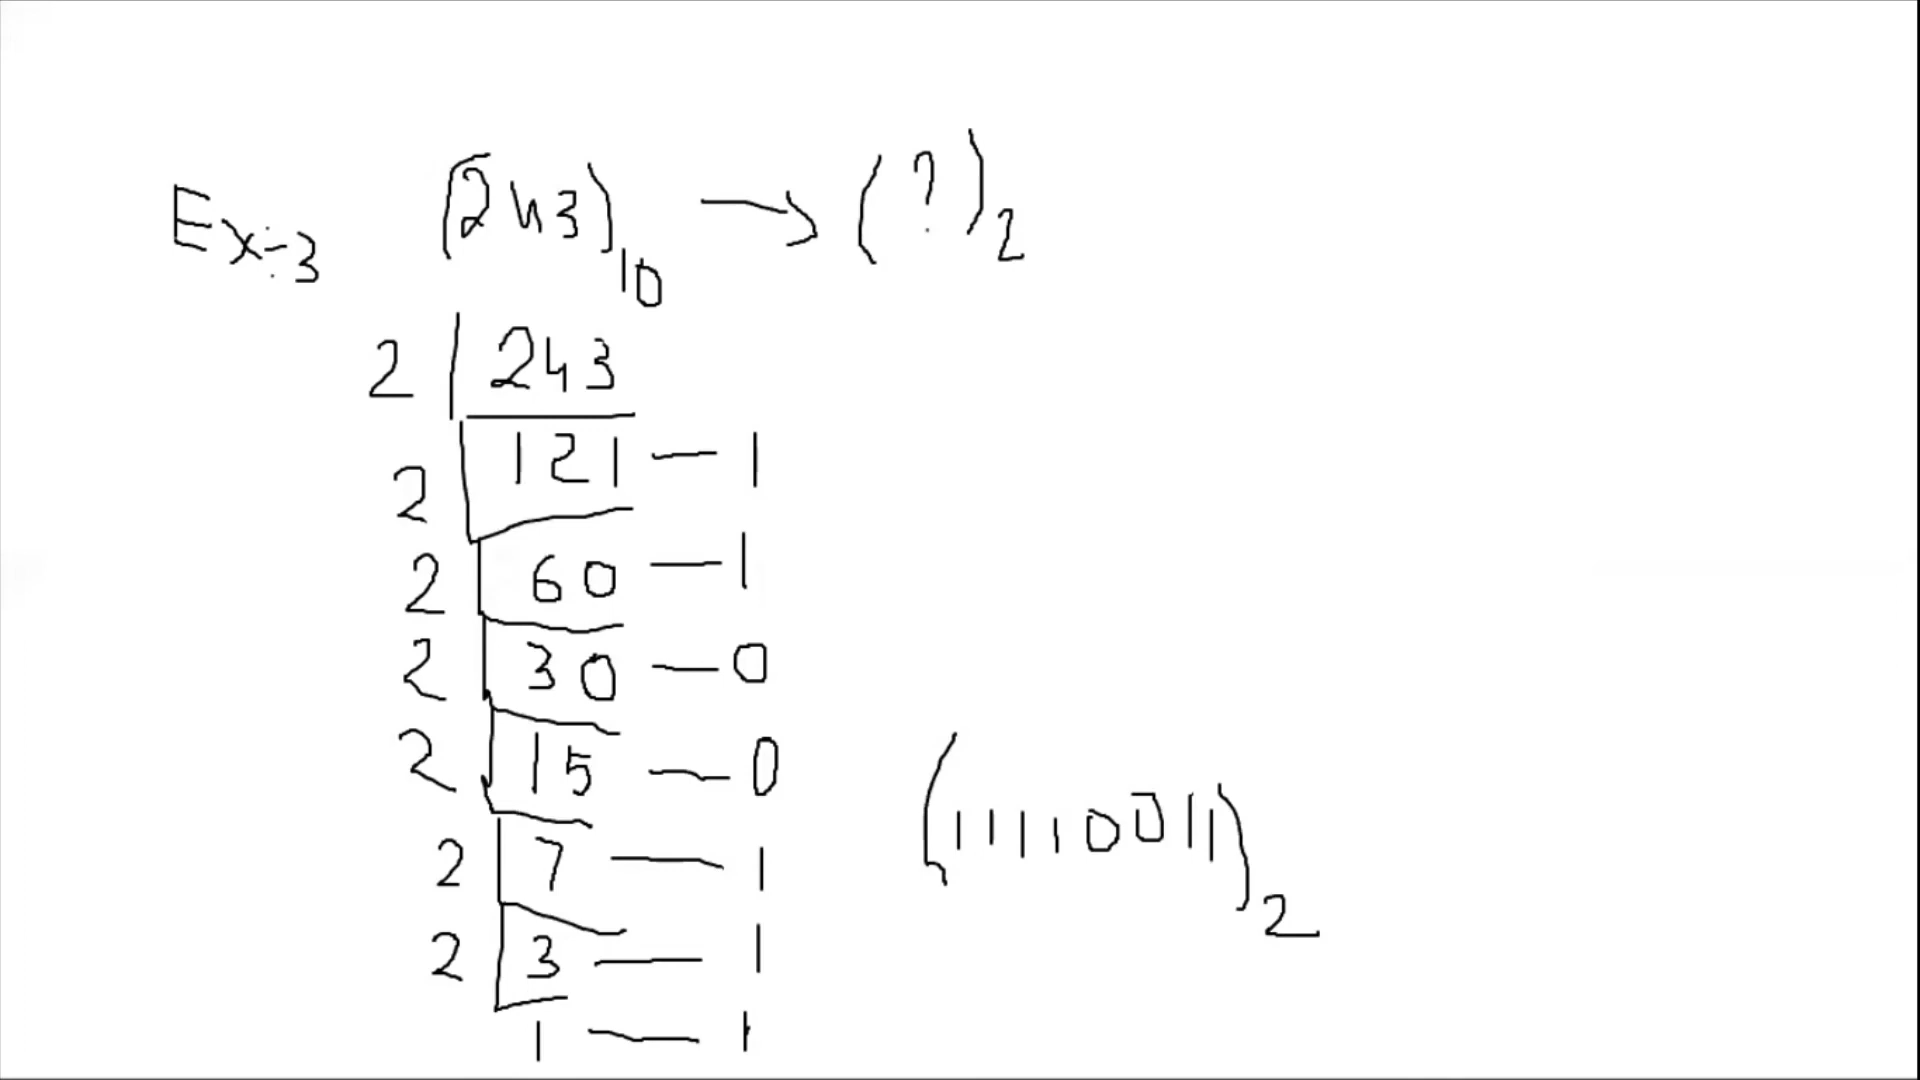 Ex:-3 (243)10 → (?)2
2 | 243
2 | 121 — 1
2 | 60 — 1
2 | 30 — 0
2 | 15 — 0
2 | 7 — 1
2 | 3 — 1
1 — 1
(11110011)2